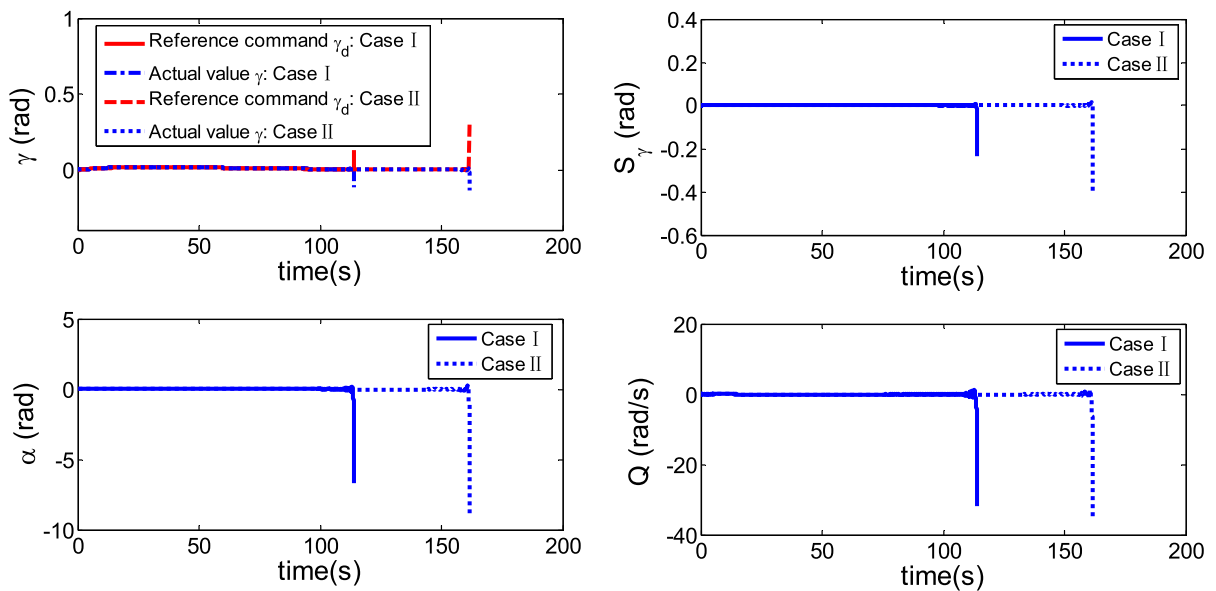 1
0.5
0
γ (rad)
Reference command γd: Case Ⅰ
Actual value γ: Case Ⅰ
Reference command γd: Case Ⅱ
Actual value γ: Case Ⅱ
0 50 100 150 200
time(s)
0.4
0.2
0
-0.2
-0.4
-0.6
Sγ (rad)
Case Ⅰ
Case Ⅱ
0 50 100 150 200
time(s)
5
0
-5
-10
α (rad)
Case Ⅰ
Case Ⅱ
0 50 100 150 200
time(s)
20
0
-20
-40
Q (rad/s)
Case Ⅰ
Case Ⅱ
0 50 100 150 200
time(s)